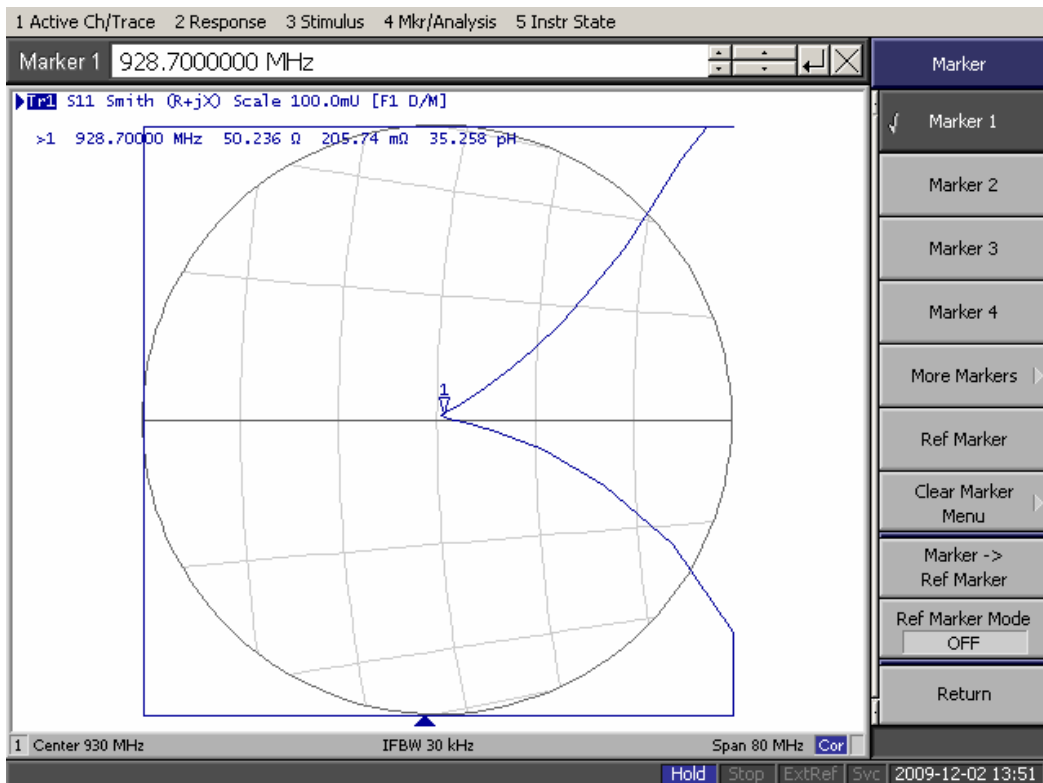 1 Active Ch/Trace 2 Response 3 Stimulus 4 Mkr/Analysis 5 Instr State
Marker 1 928.7000000 MHz
Marker
Tr1 S11 Smith (R+jX) Scale 100.0mU [F1 D/M]
>1 928.70000 MHz 50.236 Ω 205.74 mΩ 35.258 pH
1
Marker 1
Marker 2
Marker 3
Marker 4
More Markers
Ref Marker
Clear Marker
Menu
Marker ->
Ref Marker
Ref Marker Mode
OFF
Return
1 Center 930 MHz IFBW 30 kHz Span 80 MHz Cor
Hold Stop ExtRef Svc 2009-12-02 13:51